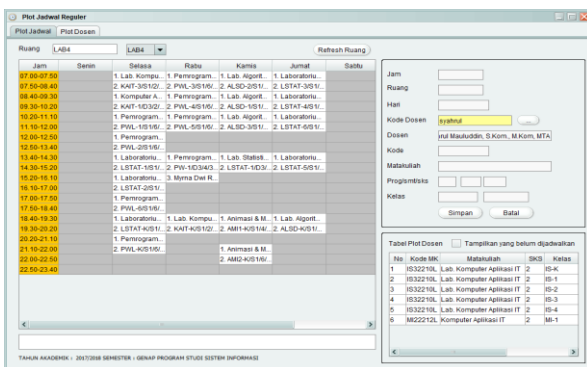 Plot Jadwal Reguler
Plot Jadwal Plot Dosen
Ruang LAB4 LAB4 Refresh Ruang
Jam Senin Selasa Rabu Kamis Jumat Sabtu
07.00-07.50 1. Lab. Kompu... 1. Pemrogram... 1. Lab. Algorit... 1. Laboratoriu...
07.50-08.40 2. KAIT-3/S1/2/... 2. PWL-3/S1/6/... 2. ALSD-2/S1/... 2. LSTAT-3/S1/...
08.40-09.30 1. Komputer A... 1. Pemrogram... 1. Lab. Algorit... 1. Laboratoriu...
09.30-10.20 2. KAIT-1/D3/2/... 2. PWL-4/S1/6/... 2. ALSD-/S1/... 2. LSTAT-4/S1/...
10.20-11.10 1. Pemrogram... 1. Pemrogram... 1. Lab. Algorit... 1. Laboratoriu...
11.10-12.00 2. PWL-1/S1/6/... 2. PWL-5/S1/6/... 2. ALSD-3/S1/... 2. LSTAT-6/S1/...
12.00-12.50 1. Pemrogram...
12.50-13.40 2. PWL-2/S1/6/...
13.40-14.30 1. Laboratoriu... 1. Pemrogram... 1. Lab. Statisti... 1. Laboratoriu...
14.30-15.20 2. LSTAT-1/S1/... 2. PW-1/D3/4/3... 2. LSTAT-1/D3/... 2. LSTAT-5/S1/...
15.20-16.10 1. Laboratoriu... 3. Myrna Dwi R...
16.10-17.00 2. LSTAT-2/S1/...
17.00-17.50 1. Pemrogram...
17.50-18.40 2. PWL-6/S1/6/...
18.40-19.30 1. Laboratoriu... 1. Lab. Kompu... 1. Animasi & M... 1. Lab. Algorit...
19.30-20.20 2. LSTAT-K/S1/... 2. KAIT-K/S1/2/... 2. AMI1-K/S1/4/... 2. ALSD-K/S1/...
20.20-21.10 1. Pemrogram...
21.10-22.00 2. PWL-K/S1/6/... 1. Animasi & M...
22.00-22.50 2. AMI2-K/S1/6/...
22.50-23.40
TAHUN AKADEMIK : 2017/2018 SEMESTER : GENAP PROGRAM STUDI SISTEM INFORMASI
Jam
Ruang
Hari
Kode Dosen syahrul ...
Dosen Mauluddin, S.Kom., M.Kom, MTA
Kode
Matakuliah
Prog/smt/sks
Kelas
Simpan Batal
Tabel Plot Dosen Tampilkan yang belum dijadwalkan
No Kode MK Matakuliah SKS Kelas
1 IS32210L Lab. Komputer Aplikasi IT 2 IS-K
2 IS32210L Lab. Komputer Aplikasi IT 2 IS-1
3 IS32210L Lab. Komputer Aplikasi IT 2 IS-2
4 IS32210L Lab. Komputer Aplikasi IT 2 IS-3
5 IS32210L Lab. Komputer Aplikasi IT 2 IS-4
6 MI22212L Komputer Aplikasi IT 2 MI-1